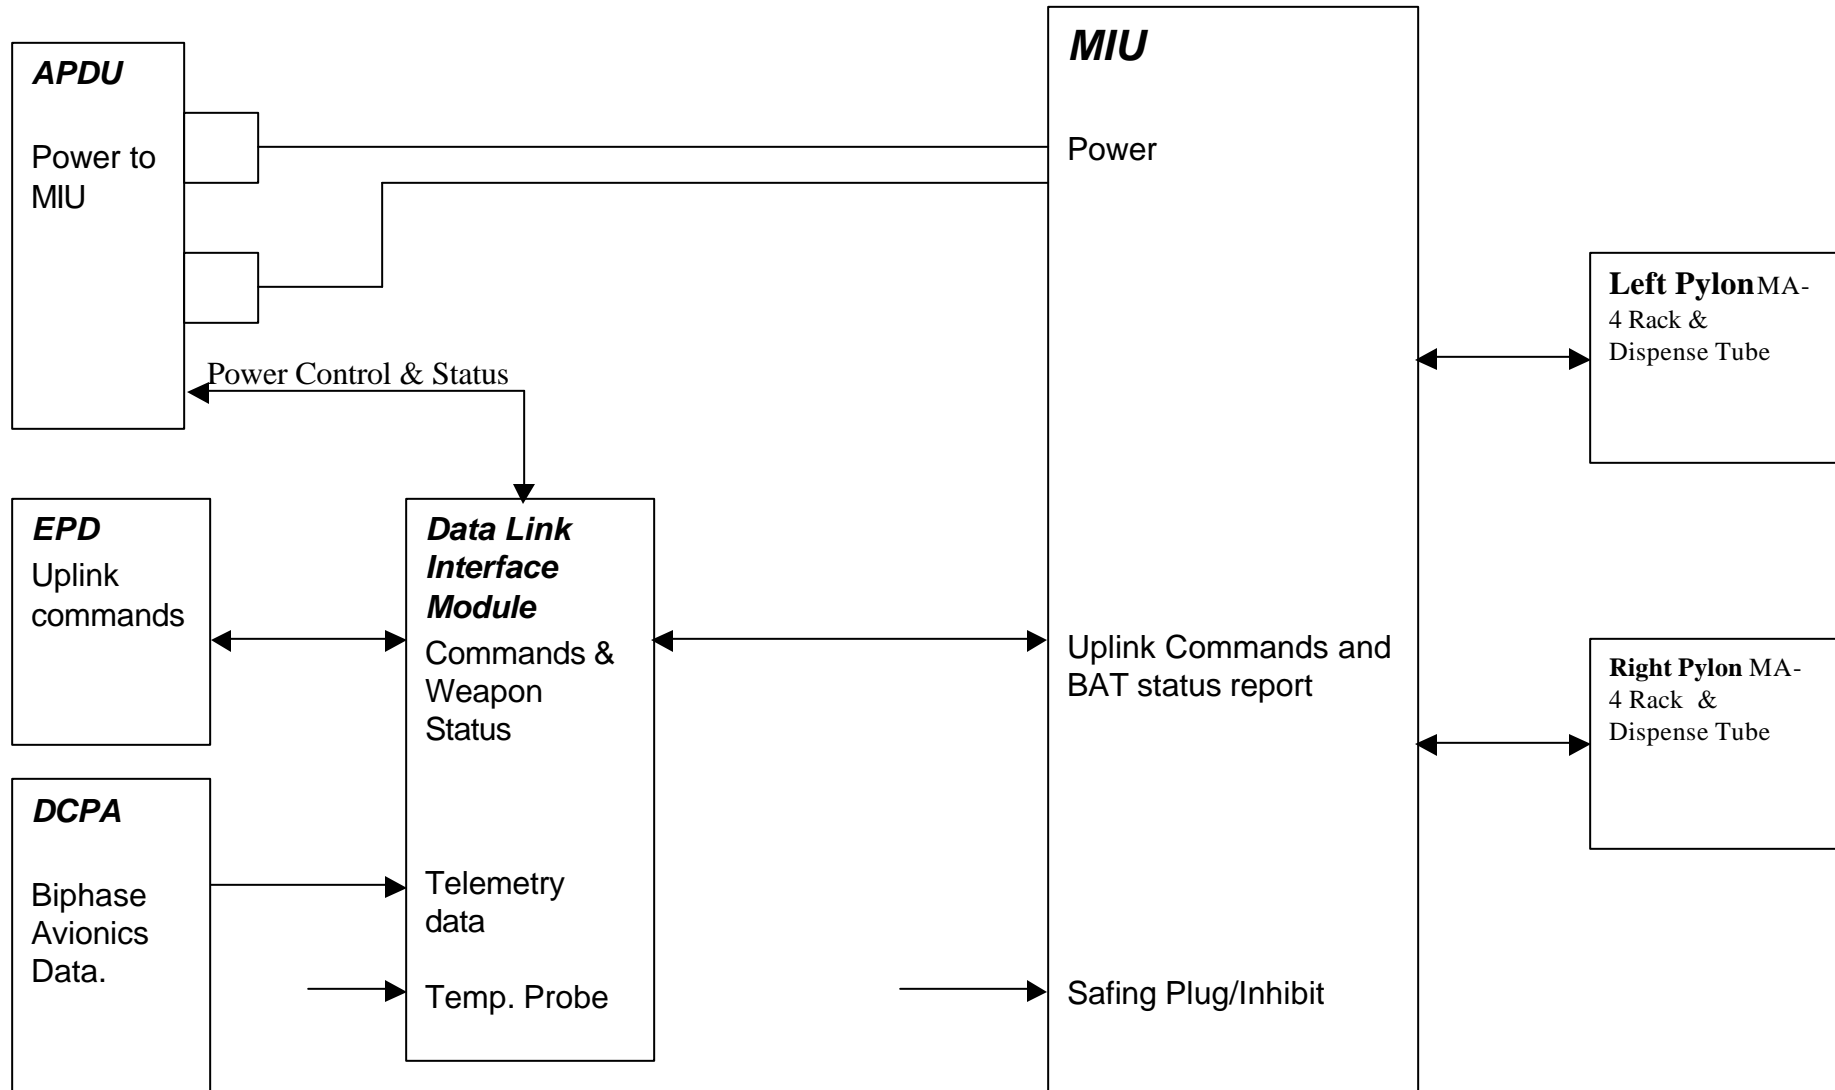 APDU
Power to
MIU
Power Control & Status
EPD
Uplink
commands
DCPA
Biphase
Avionics
Data.
Data Link
Interface
Module
Commands &
Weapon
Status
Telemetry
data
Temp. Probe
MIU
Power
Uplink Commands and
BAT status report
Safing Plug/Inhibit
Left Pylon MA-
4 Rack &
Dispense Tube
Right Pylon MA-
4 Rack &
Dispense Tube